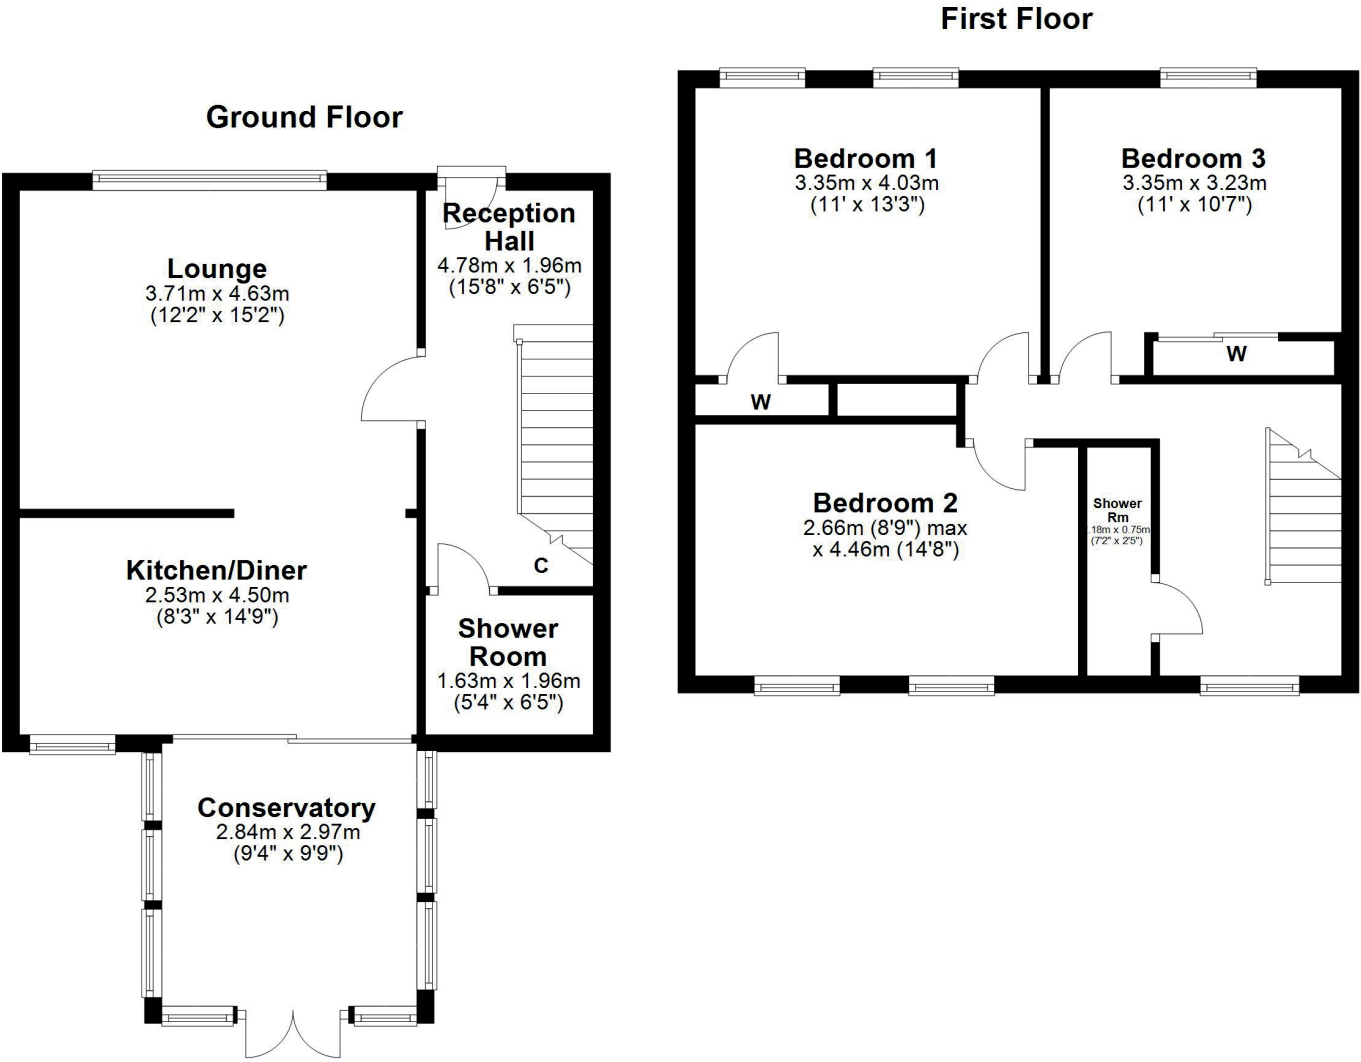 First Floor
Ground Floor
Lounge
3.71m x 4.63m
(12'2" x 15'2")
Reception
Hall
4.78m x 1.96m
(15'8" x 6'5")
C
Kitchen/Diner
2.53m x 4.50m
(8'3" x 14'9")
Shower
Room
1.63m x 1.96m
(5'4" x 6'5")
Conservatory
2.84m x 2.97m
(9'4" x 9'9")
Bedroom 1
3.35m x 4.03m
(11' x 13'3")
Bedroom 3
3.35m x 3.23m
(11' x 10'7")
W
W
Bedroom 2
2.66m (8'9") max
x 4.46m (14'8")
Shower
Rm
.18m x 0.75m
(7'2" x 2'5")